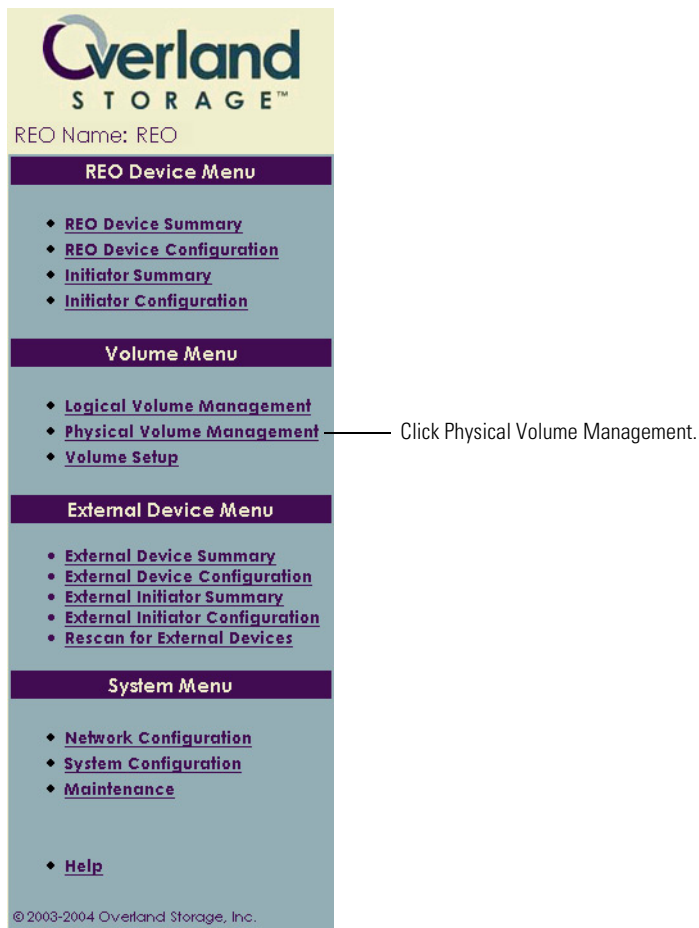 Overland
STORAGE™
REO Name: REO
REO Device Menu
REO Device Summary
REO Device Configuration
Initiator Summary
Initiator Configuration
Volume Menu
Logical Volume Management
Physical Volume Management
Click Physical Volume Management.
Volume Setup
External Device Menu
External Device Summary
External Device Configuration
External Initiator Summary
External Initiator Configuration
Rescan for External Devices
System Menu
Network Configuration
System Configuration
Maintenance
Help
© 2003-2004 Overland Storage, Inc.